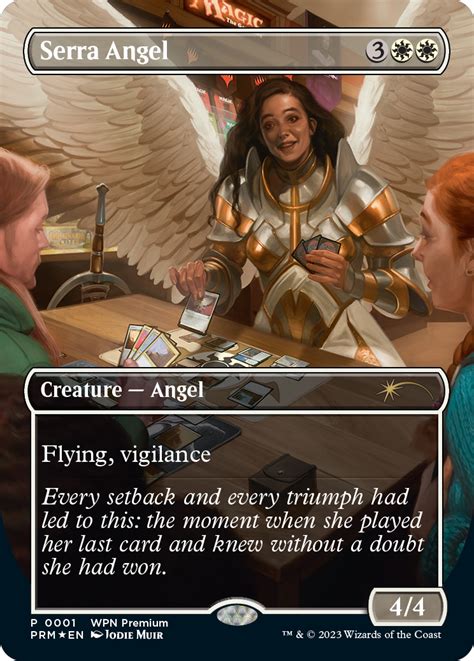 MAGIC
Serra Angel
3
Creature — Angel
Flying, vigilance
Every setback and every triumph had
led to this: the moment when she played
her last card and knew without a doubt
she had won.
4/4
P 0001 WPN Premium
PRM★EN Jodie Muir
™ & © 2023 Wizards of the Coast